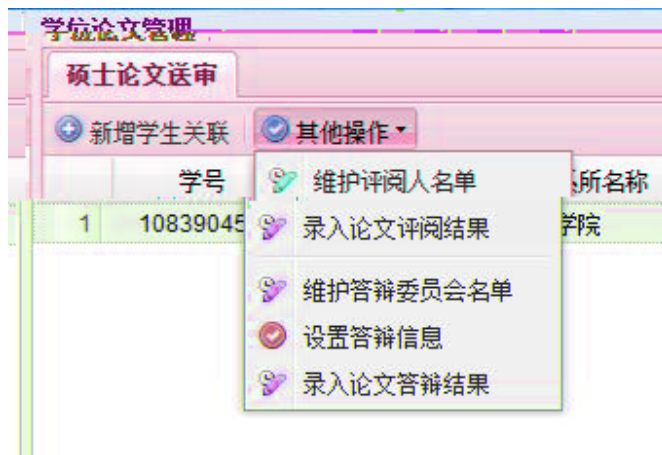 学位论文管理
硕士论文送审
新增学生关联 其他操作
学号 所名称
维护评阅人名单
1 10839045 学院
录入论文评阅结果
维护答辩委员会名单
设置答辩信息
录入论文答辩结果